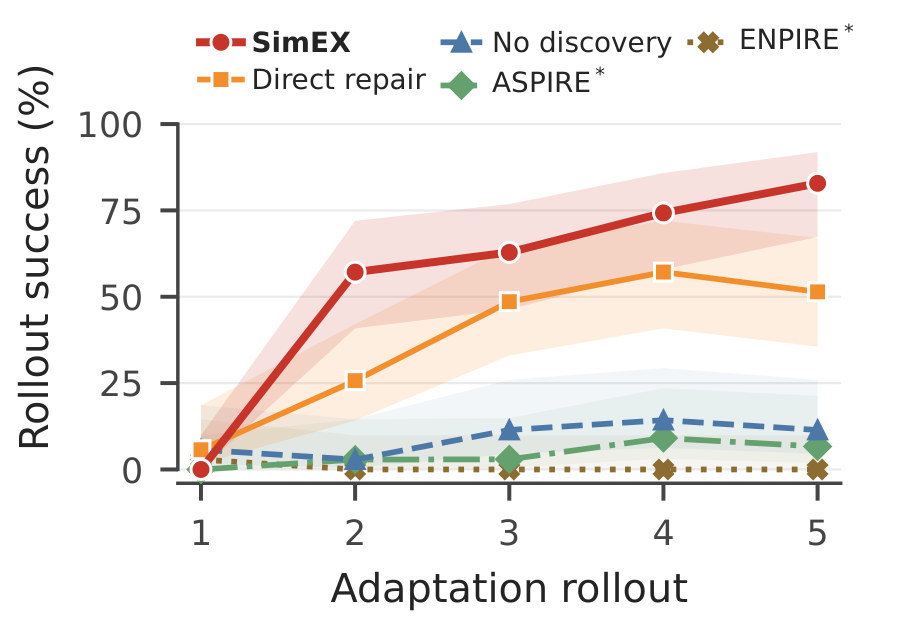 SimEX
No discovery
ENPIRE*
Direct repair
ASPIRE*
Rollout success (%)
100
75
50
25
0
1 2 3 4 5
Adaptation rollout